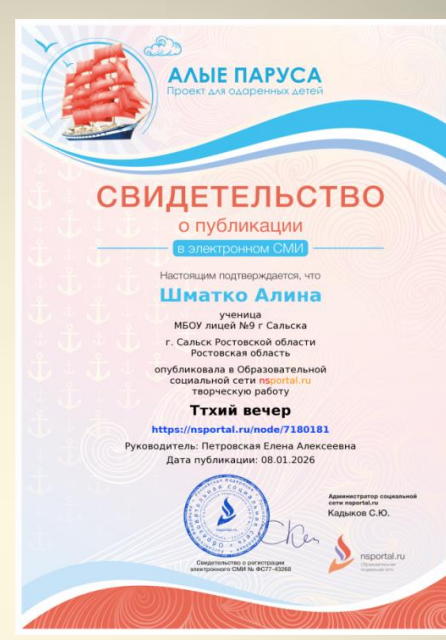 АЛЫЕ ПАРУСА
Проект для одаренных детей
СВИДЕТЕЛЬСТВО
о публикации
в электронном СМИ
Настоящим подтверждается, что
Шматко Алина
ученица
МБОУ лицей №9 г Сальска
г. Сальск Ростовской области
Ростовская область
опубликовала в Образовательной
социальной сети nsportal.ru
творческую работу
Ттхий вечер
https://nsportal.ru/node/7180181
Руководитель: Петровская Елена Алексеевна
Дата публикации: 08.01.2026
Администратор социальной
сети nsportal.ru
Кадыков С.Ю.
Свидетельство о регистрации
электронного СМИ № ФС77-43268
nsportal.ru
Образовательная
социальная сеть